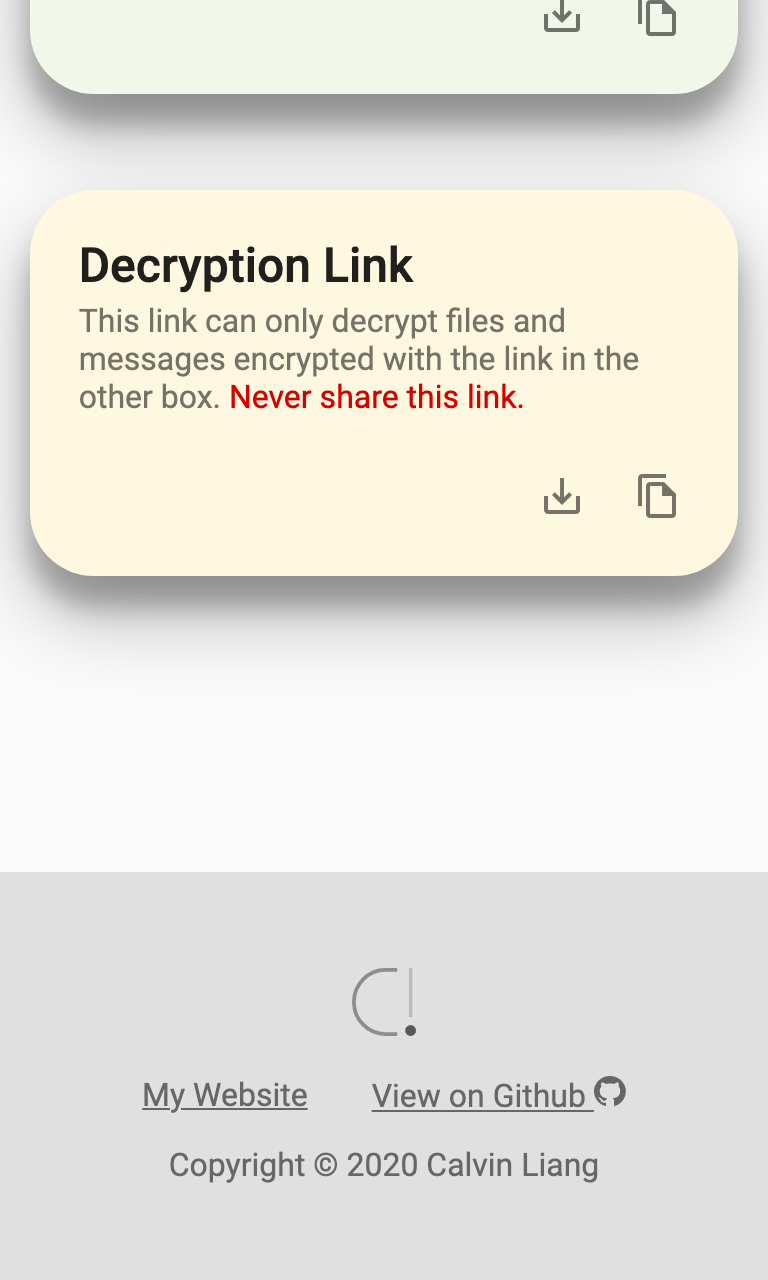 Decryption Link
This link can only decrypt files and
messages encrypted with the link in the
other box. Never share this link.
My Website
View on Github
Copyright © 2020 Calvin Liang